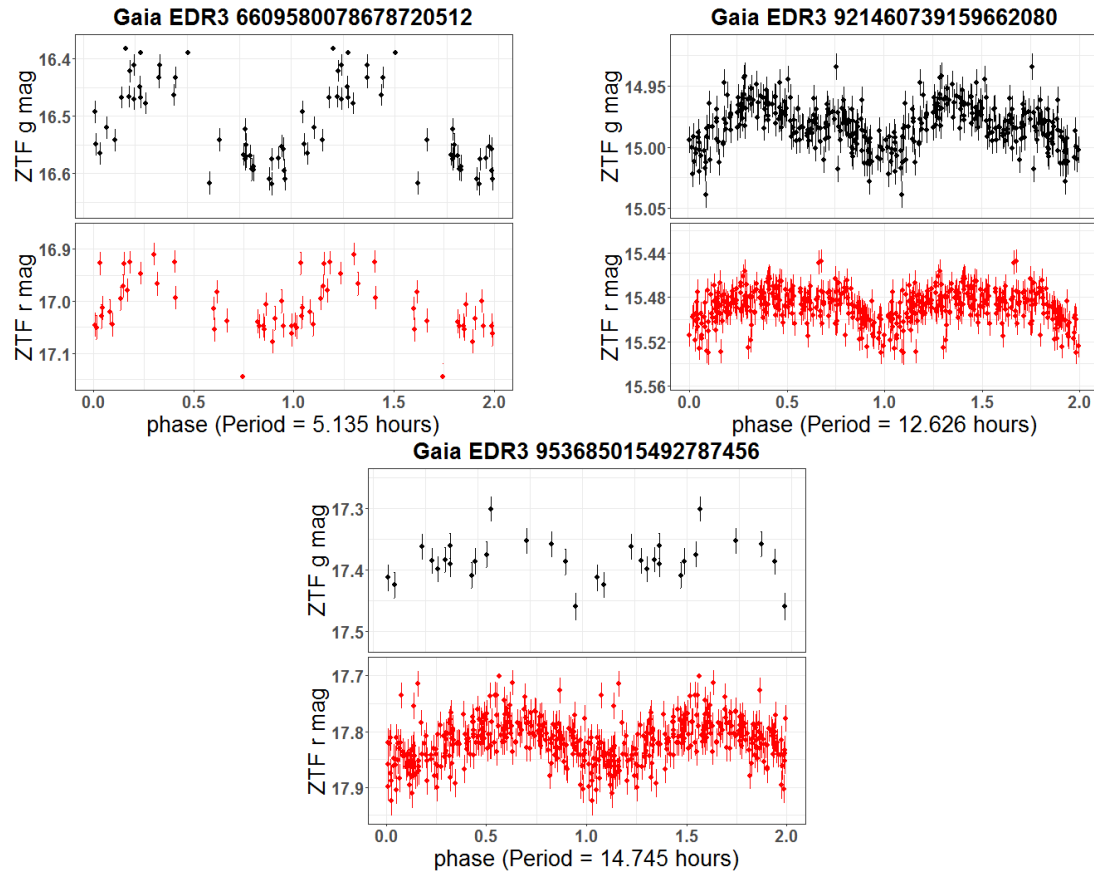 Gaia EDR3 6609580078678720512
ZTF g mag
16.4
16.5
16.6
ZTF r mag
16.9
17.0
17.1
0.0 0.5 1.0 1.5 2.0
phase (Period = 5.135 hours)
Gaia EDR3 921460739159662080
ZTF g mag
14.95
15.00
15.05
ZTF r mag
15.44
15.48
15.52
15.56
0.0 0.5 1.0 1.5 2.0
phase (Period = 12.626 hours)
Gaia EDR3 953685015492787456
ZTF g mag
17.3
17.4
17.5
ZTF r mag
17.7
17.8
17.9
0.0 0.5 1.0 1.5 2.0
phase (Period = 14.745 hours)